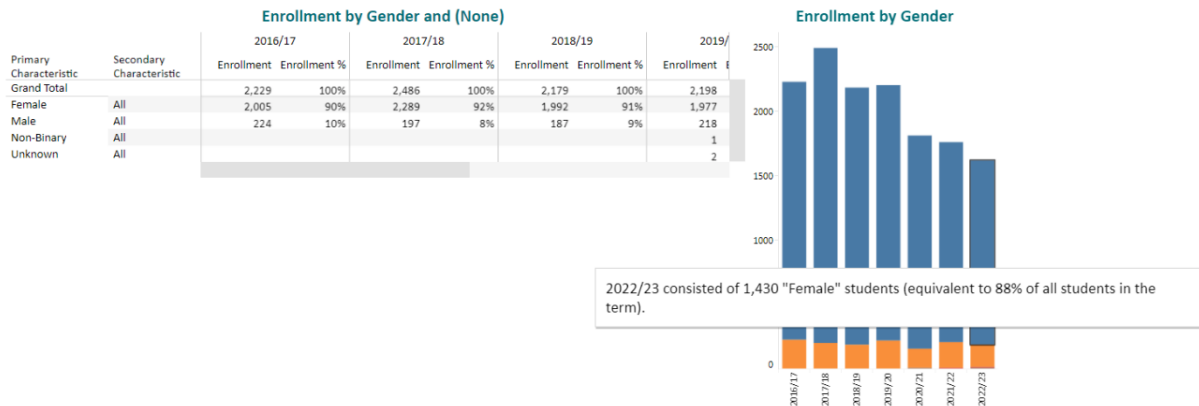 Enrollment by Gender and (None)
2016/17 2017/18 2018/19 2019/
Primary Characteristic Secondary Characteristic Enrollment Enrollment % Enrollment Enrollment % Enrollment Enrollment % Enrollment
Grand Total 2,229 100% 2,486 100% 2,179 100% 2,198
Female All 2,005 90% 2,289 92% 1,992 91% 1,977
Male All 224 10% 197 8% 187 9% 218
Non-Binary All 1
Unknown All 2
Enrollment by Gender
2500
2000
1500
1000
2022/23 consisted of 1,430 "Female" students (equivalent to 88% of all students in the
term).
0
2016/17 2017/18 2018/19 2019/20 2020/21 2021/22 2022/23